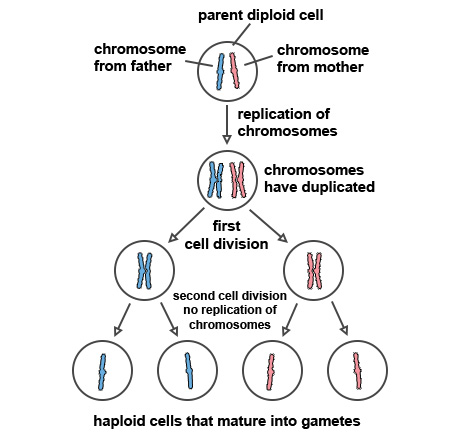 parent diploid cell
chromosome
from father
chromosome
from mother
replication of
chromosomes
chromosomes
have duplicated
first
cell division
second cell division
no replication of
chromosomes
haploid cells that mature into gametes